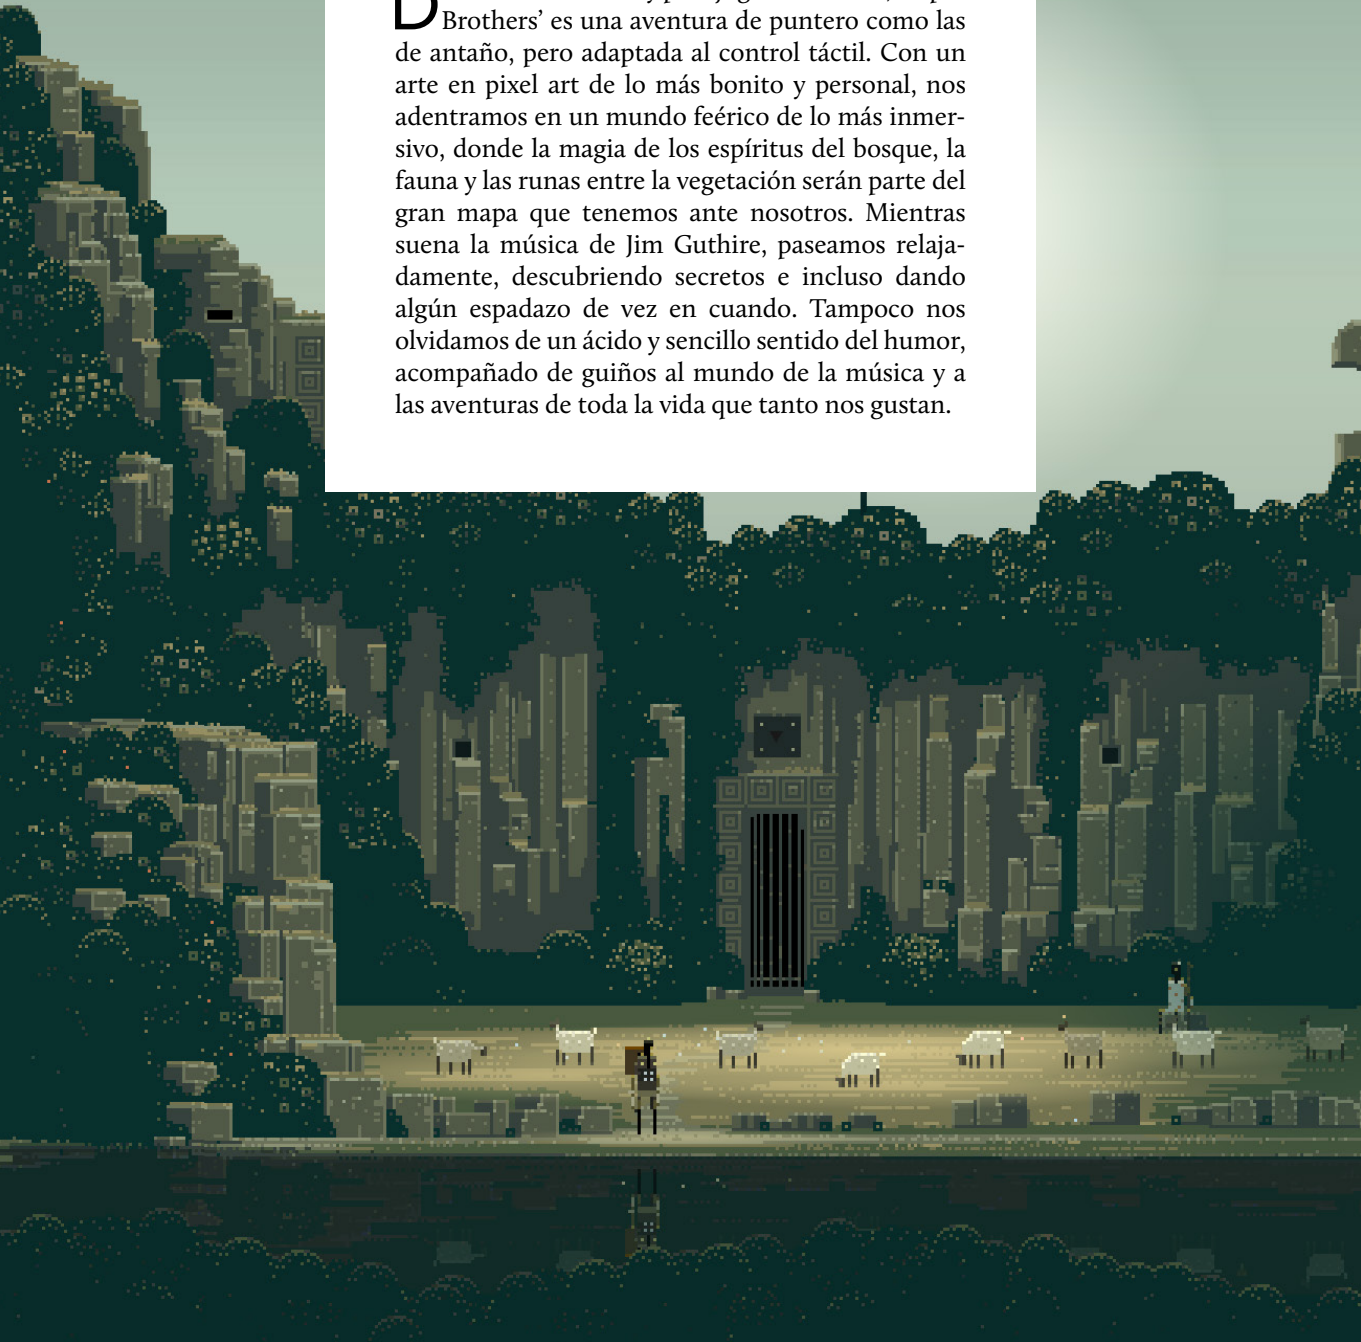 D
Brothers’ es una aventura de puntero como las
de antaño, pero adaptada al control táctil. Con un
arte en pixel art de lo más bonito y personal, nos
adentramos en un mundo feérico de lo más inmer-
sivo, donde la magia de los espíritus del bosque, la
fauna y las runas entre la vegetación serán parte del
gran mapa que tenemos ante nosotros. Mientras
suena la música de Jim Guthire, paseamos relaja-
damente, descubriendo secretos e incluso dando
algún espadazo de vez en cuando. Tampoco nos
olvidamos de un ácido y sencillo sentido del humor,
acompañado de guiños al mundo de la música y a
las aventuras de toda la vida que tanto nos gustan.